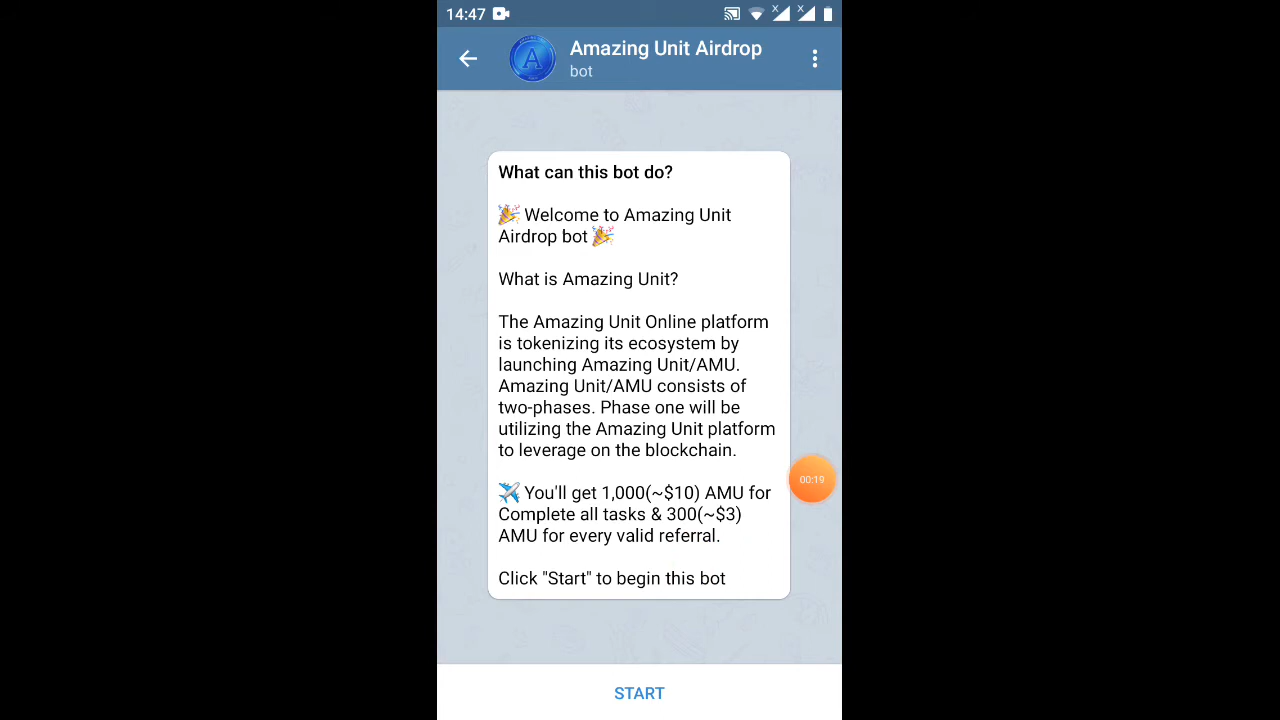 14:47
Amazing Unit Airdrop
bot
What can this bot do?
🎉 Welcome to Amazing Unit
Airdrop bot 🎉
What is Amazing Unit?
The Amazing Unit Online platform
is tokenizing its ecosystem by
launching Amazing Unit/AMU.
Amazing Unit/AMU consists of
two-phases. Phase one will be
utilizing the Amazing Unit platform
to leverage on the blockchain.
✈️ You'll get 1,000(~$10) AMU for
Complete all tasks & 300(~$3)
AMU for every valid referral.
Click "Start" to begin this bot
00:19
START